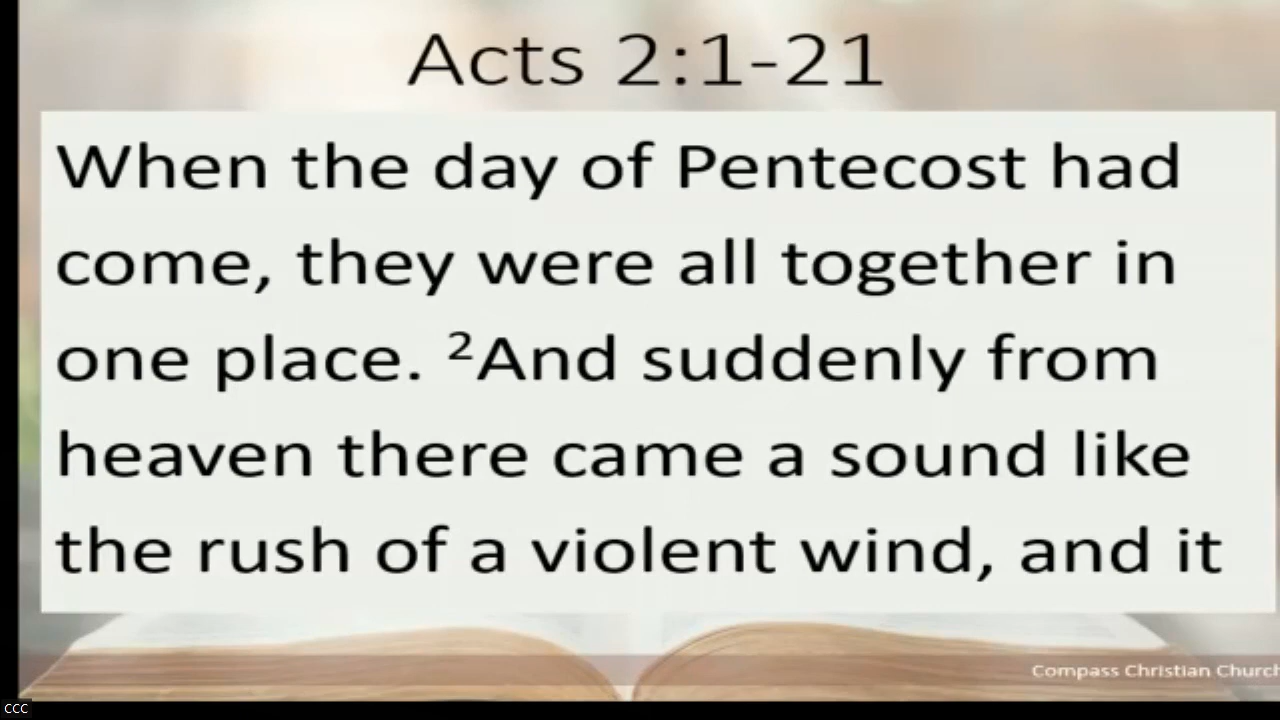 Acts 2:1-21
When the day of Pentecost had
come, they were all together in
one place. ²And suddenly from
heaven there came a sound like
the rush of a violent wind, and it
Compass Christian Church
ccc